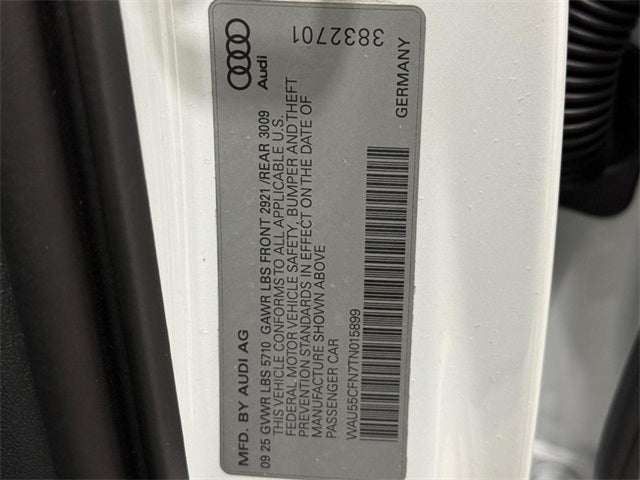 MFD. BY AUDI AG
Audi
09 25 GVWR LBS 5710 GAWR LBS FRONT 2921 /REAR 3009
THIS VEHICLE CONFORMS TO ALL APPLICABLE U.S.
FEDERAL MOTOR VEHICLE SAFETY, BUMPER AND THEFT
PREVENTION STANDARDS IN EFFECT ON THE DATE OF
MANUFACTURE SHOWN ABOVE
PASSENGER CAR
WAU55CFN7TN015899
GERMANY
3832701